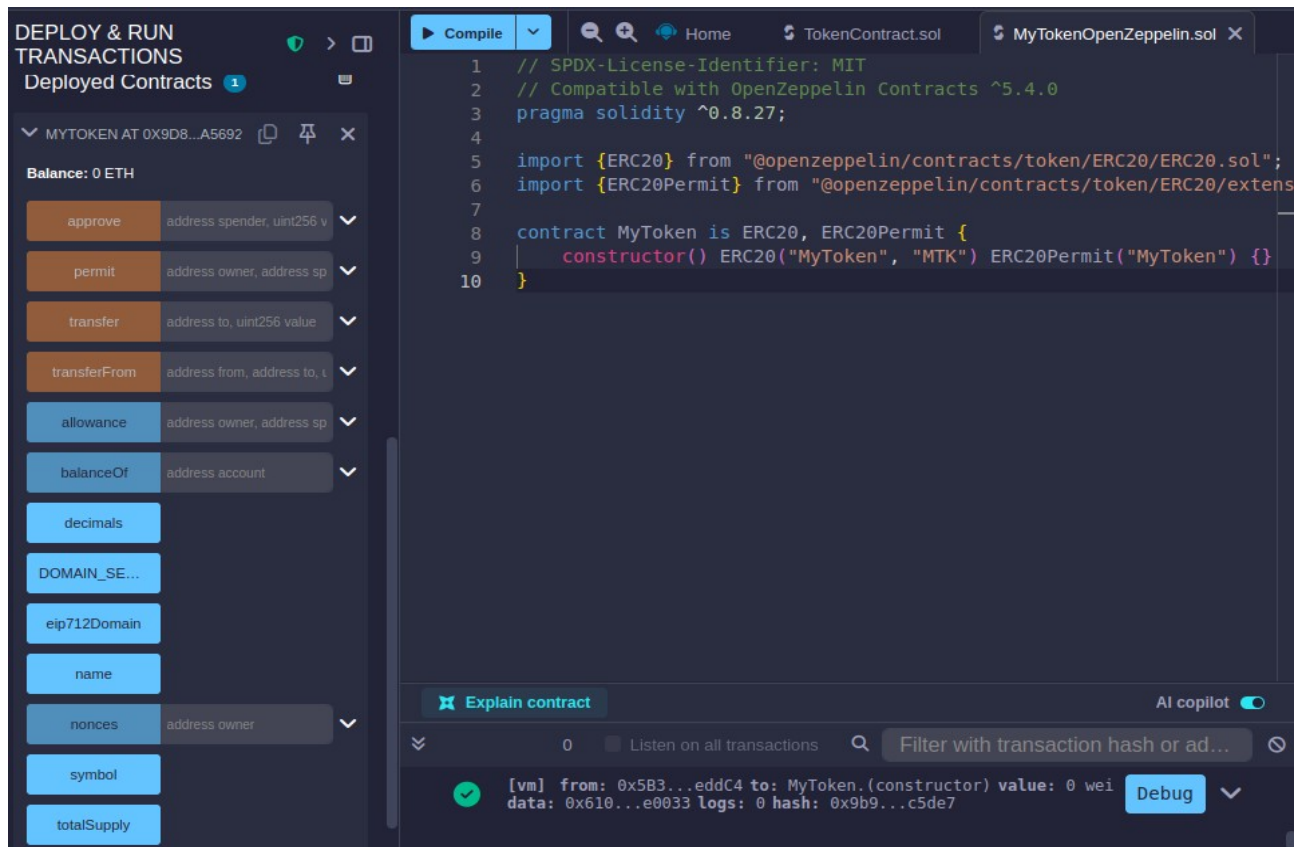 DEPLOY & RUN
TRANSACTIONS
Deployed Contracts 1
MYTOKEN AT 0X9D8...A5692
Balance: 0 ETH
approve address spender, uint256 v
permit address owner, address sp
transfer address to, uint256 value
transferFrom address from, address to, u
allowance address owner, address sp
balanceOf address account
decimals
DOMAIN_SE...
eip712Domain
name
nonces address owner
symbol
totalSupply
Compile Home TokenContract.sol MyTokenOpenZeppelin.sol
1 // SPDX-License-Identifier: MIT
2 // Compatible with OpenZeppelin Contracts ^5.4.0
3 pragma solidity ^0.8.27;
4
5 import {ERC20} from "@openzeppelin/contracts/token/ERC20/ERC20.sol";
6 import {ERC20Permit} from "@openzeppelin/contracts/token/ERC20/extens
7
8 contract MyToken is ERC20, ERC20Permit {
9 constructor() ERC20("MyToken", "MTK") ERC20Permit("MyToken") {}
10 }
Explain contract AI copilot
0 Listen on all transactions Filter with transaction hash or ad...
[vm] from: 0x5B3...eddC4 to: MyToken.(constructor) value: 0 wei
data: 0x610...e0033 logs: 0 hash: 0x9b9...c5de7
Debug